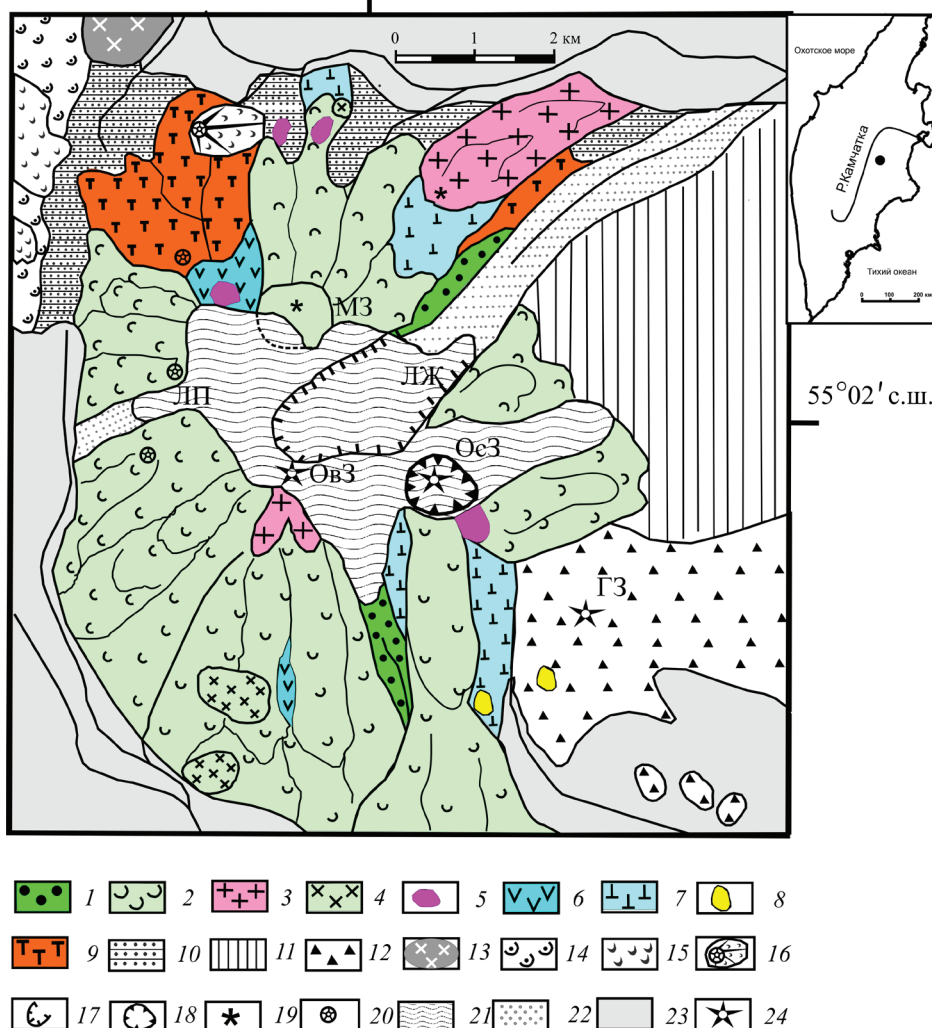 0 1 2 км
Охотское море
Р.Камчатка
Тихий океан
0 100 200 км
МЗ
ЛЖ
ЛП
55°02' с.ш.
ОсЗ
ОвЗ
ГЗ
1 2 3 4 5 6 7 8
9 10 11 12 13 14 15 16
17 18 19 20 21 22 23 24